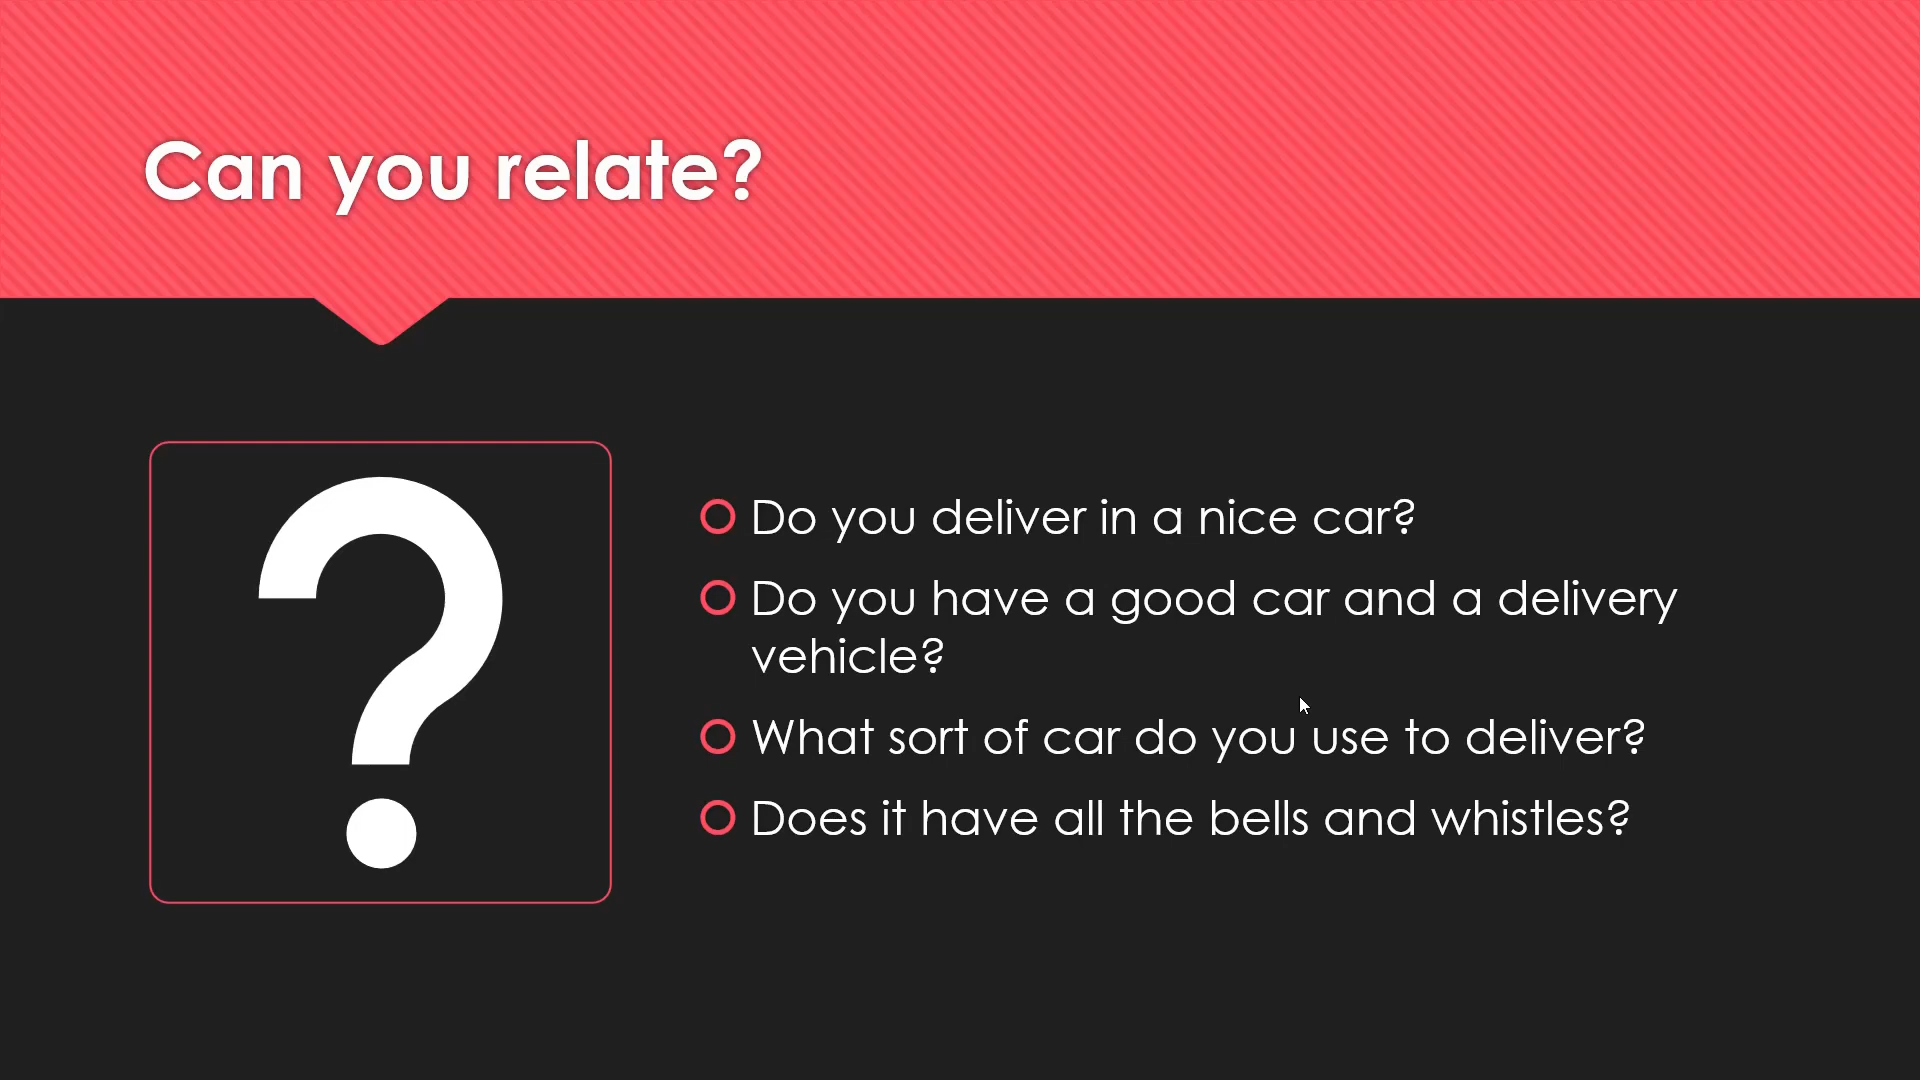 Can you relate?
?
Do you deliver in a nice car?
Do you have a good car and a delivery
vehicle?
What sort of car do you use to deliver?
Does it have all the bells and whistles?